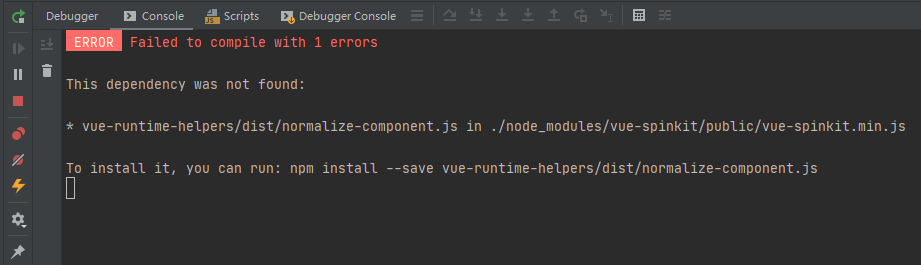 Debugger Console JS Scripts Debugger Console
ERROR Failed to compile with 1 errors
This dependency was not found:
* vue-runtime-helpers/dist/normalize-component.js in ./node_modules/vue-spinkit/public/vue-spinkit.min.js
To install it, you can run: npm install --save vue-runtime-helpers/dist/normalize-component.js